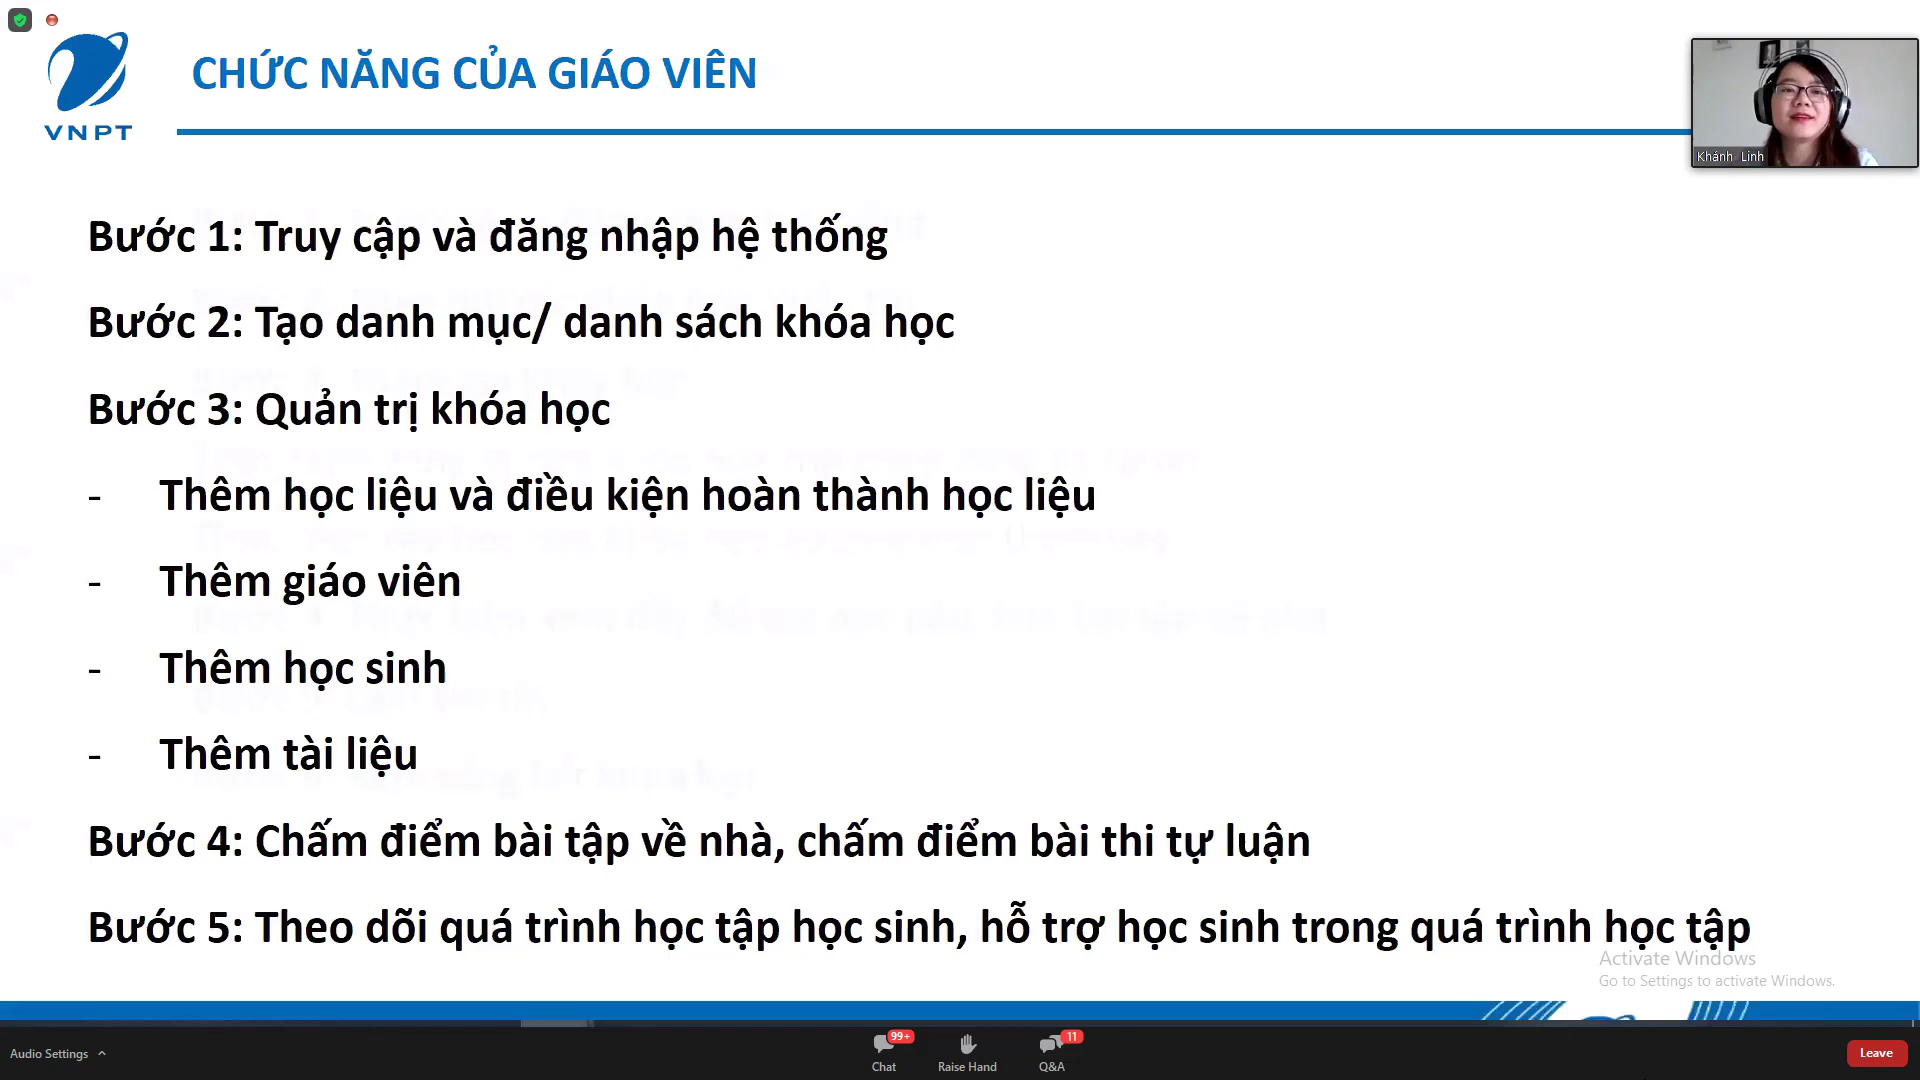 VNPT
CHỨC NĂNG CỦA GIÁO VIÊN
Khánh Linh
Bước 1: Truy cập và đăng nhập hệ thống
Bước 2: Tạo danh mục/ danh sách khóa học
Bước 3: Quản trị khóa học
- Thêm học liệu và điều kiện hoàn thành học liệu
- Thêm giáo viên
- Thêm học sinh
- Thêm tài liệu
Bước 4: Chấm điểm bài tập về nhà, chấm điểm bài thi tự luận
Bước 5: Theo dõi quá trình học tập học sinh, hỗ trợ học sinh trong quá trình học tập
Activate Windows
Go to Settings to activate Windows.
Audio Settings
99+
Chat
Raise Hand
11
Q&A
Leave